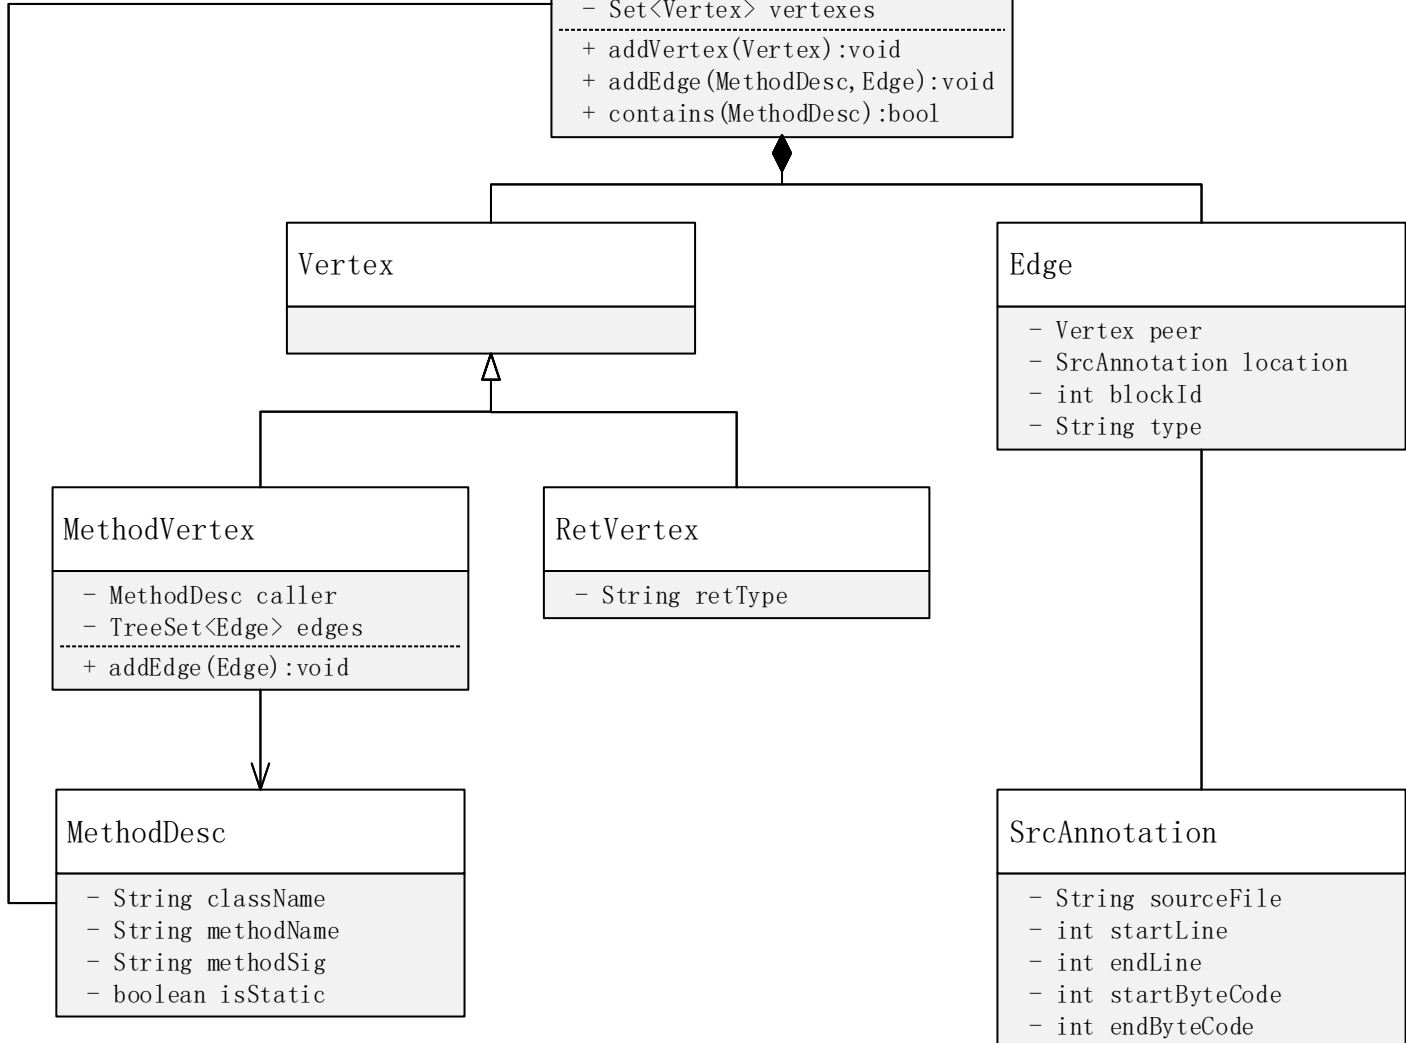 - Set<Vertex> vertexes
+ addVertex(Vertex):void
+ addEdge(MethodDesc,Edge):void
+ contains(MethodDesc):bool
Vertex
Edge
- Vertex peer
- SrcAnnotation location
- int blockId
- String type
MethodVertex
- MethodDesc caller
- TreeSet<Edge> edges
+ addEdge(Edge):void
RetVertex
- String retType
MethodDesc
- String className
- String methodName
- String methodSig
- boolean isStatic
SrcAnnotation
- String sourceFile
- int startLine
- int endLine
- int startByteCode
- int endByteCode